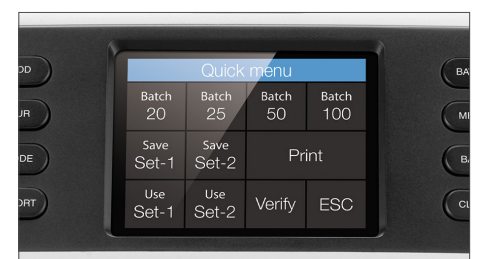 Quick menu
Batch Batch Batch Batch
20 25 50 100
Save Save
Set-1 Set-2 Print
Use Use
Set-1 Set-2 Verify ESC